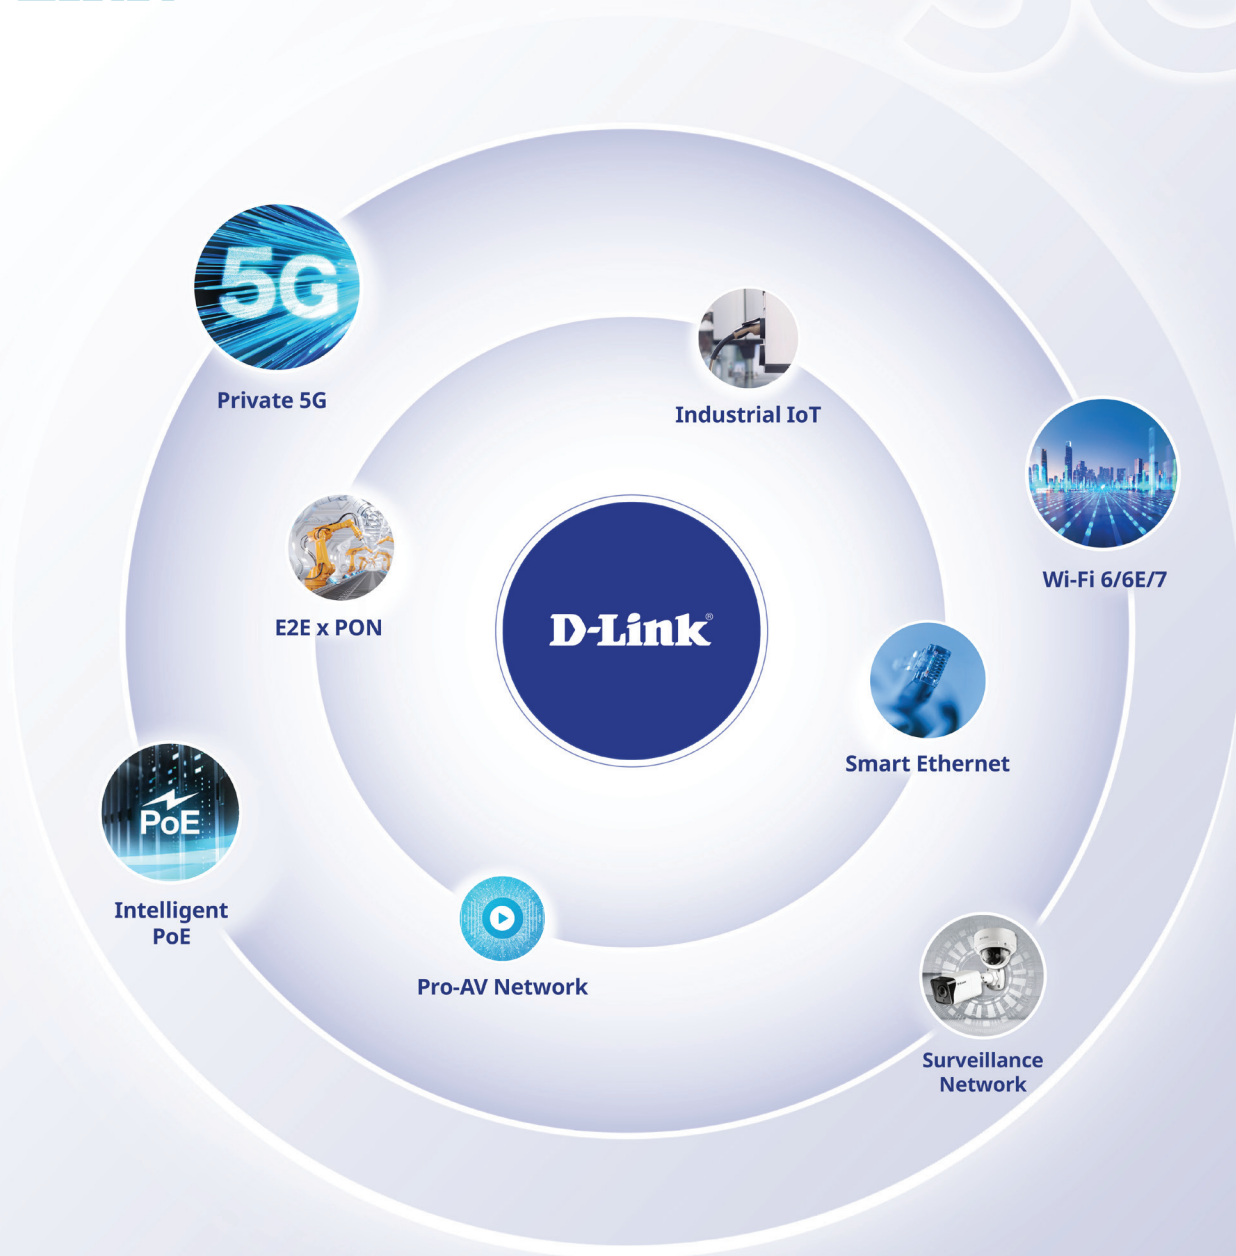 5G
Private 5G
Industrial IoT
Wi-Fi 6/6E/7
E2E x PON
D-Link®
Smart Ethernet
PoE
Intelligent
PoE
Pro-AV Network
Surveillance
Network